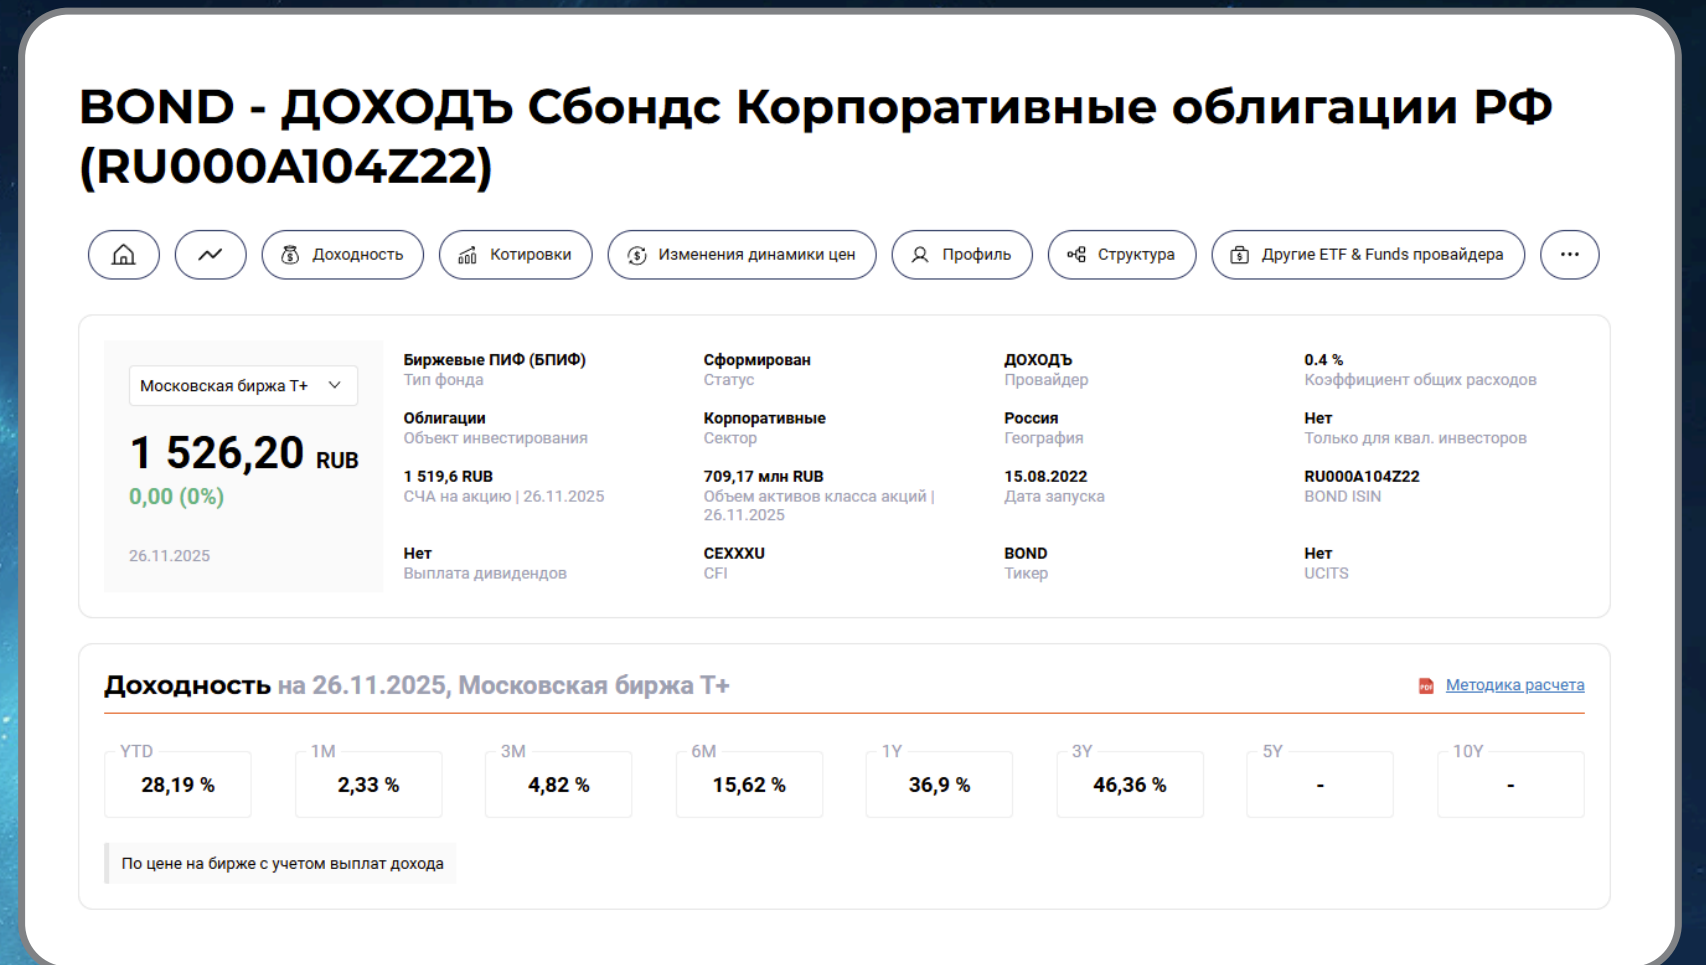 BOND - ДОХОДЪ Сбондс Корпоративные облигации РФ
(RU000A104Z22)
Доходность
Котировки
Изменения динамики цен
Профиль
Структура
Другие ETF & Funds провайдера
Московская биржа Т+
1 526,20 RUB
0,00 (0%)
26.11.2025
Биржевые ПИФ (БПИФ)
Тип фонда
Сформирован
Статус
ДОХОДЪ
Провайдер
0.4 %
Коэффициент общих расходов
Облигации
Объект инвестирования
Корпоративные
Сектор
Россия
География
Нет
Только для квал. инвесторов
1 519,6 RUB
СЧА на акцию | 26.11.2025
709,17 млн RUB
Объем активов класса акций |
26.11.2025
15.08.2022
Дата запуска
RU000A104Z22
BOND ISIN
Нет
Выплата дивидендов
CEXXXU
CFI
BOND
Тикер
Нет
UCITS
Доходность на 26.11.2025, Московская биржа Т+
PDF Методика расчета
YTD
28,19 %
1M
2,33 %
3M
4,82 %
6M
15,62 %
1Y
36,9 %
3Y
46,36 %
5Y
-
10Y
-
По цене на бирже с учетом выплат дохода